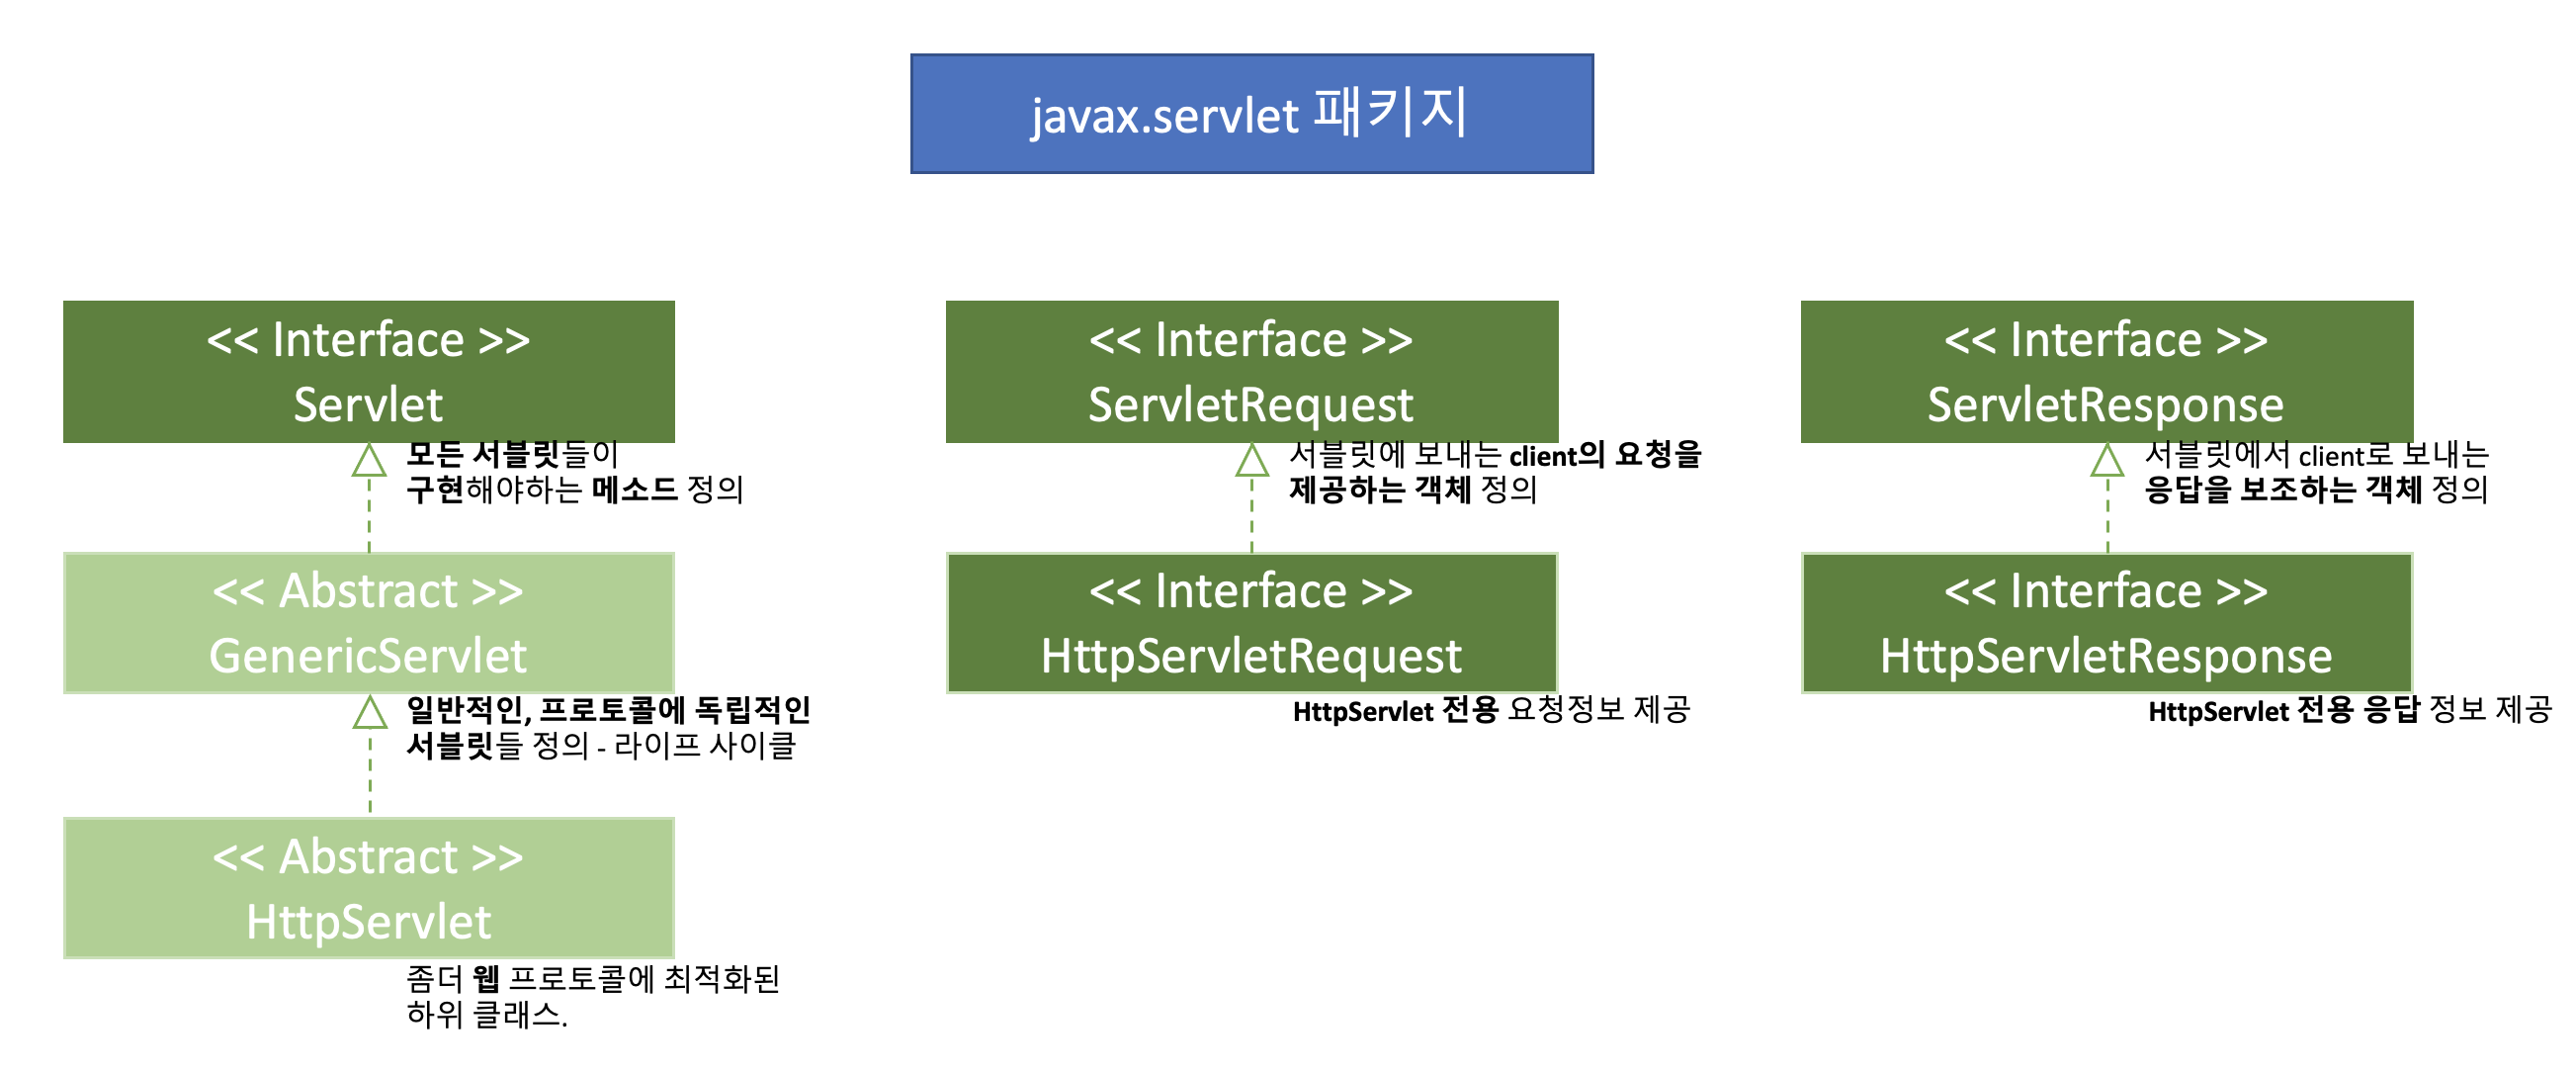 javax.servlet 패키지
<< Interface >>
Servlet
모든 서블릿들이
구현해야하는 메소드 정의
<< Abstract >>
GenericServlet
일반적인, 프로토콜에 독립적인
서블릿들 정의 - 라이프 사이클
<< Abstract >>
HttpServlet
좀더 웹 프로토콜에 최적화된
하위 클래스.
<< Interface >>
ServletRequest
서블릿에 보내는 client의 요청을
제공하는 객체 정의
<< Interface >>
HttpServletRequest
HttpServlet 전용 요청정보 제공
<< Interface >>
ServletResponse
서블릿에서 client로 보내는
응답을 보조하는 객체 정의
<< Interface >>
HttpServletResponse
HttpServlet 전용 응답 정보 제공